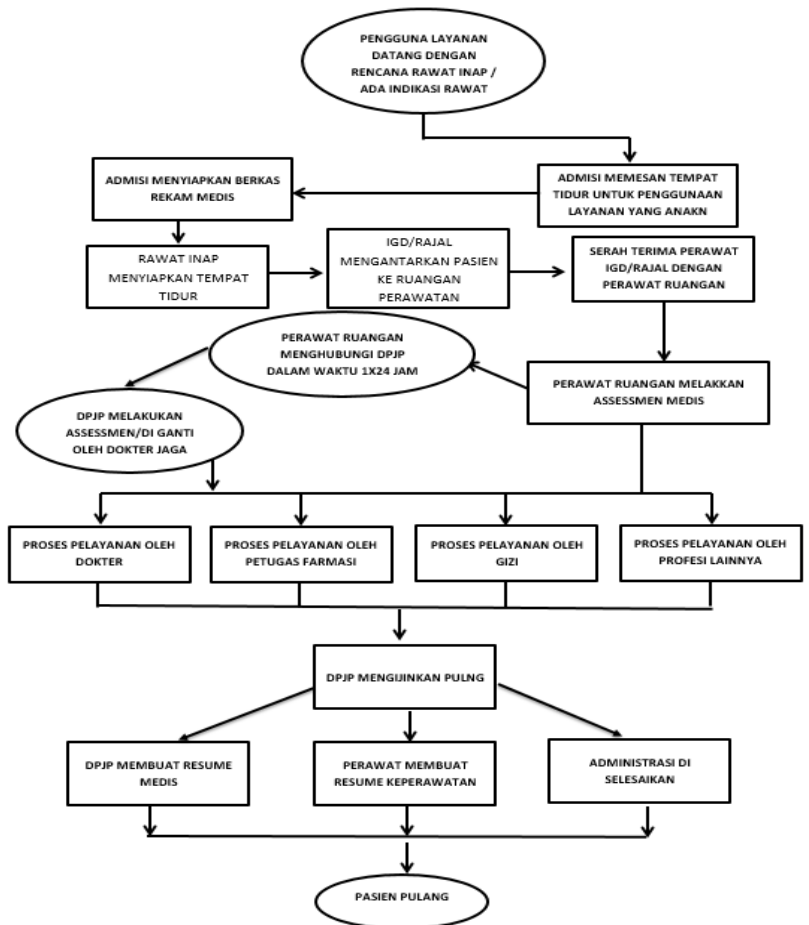 PENGGUNA LAYANAN
DATANG DENGAN
RENCANA RAWAT INAP /
ADA INDIKASI RAWAT
ADMISI MENYIAPKAN BERKAS
REKAM MEDIS
ADMISI MEMESAN TEMPAT
TIDUR UNTUK PENGGUNAAN
LAYANAN YANG ANAKN
RAWAT INAP
MENYIAPKAN TEMPAT
TIDUR
IGD/RAJAL
MENGANTARKAN PASIEN
KE RUANGAN
PERAWATAN
SERAH TERIMA PERAWAT
IGD/RAJAL DENGAN
PERAWAT RUANGAN
PERAWAT RUANGAN
MENGHUBUNGI DPJP
DALAM WAKTU 1X24 JAM
PERAWAT RUANGAN MELAKKAN
ASSESSMEN MEDIS
DPJP MELAKUKAN
ASSESSMEN/DI GANTI
OLEH DOKTER JAGA
PROSES PELAYANAN OLEH
DOKTER
PROSES PELAYANAN OLEH
PETUGAS FARMASI
PROSES PELAYANAN OLEH
GIZI
PROSES PELAYANAN OLEH
PROFESI LAINNYA
DPJP MENGIJINKAN PULNG
DPJP MEMBUAT RESUME
MEDIS
PERAWAT MEMBUAT
RESUME KEPERAWATAN
ADMINISTRASI DI
SELESAIKAN
PASIEN PULANG